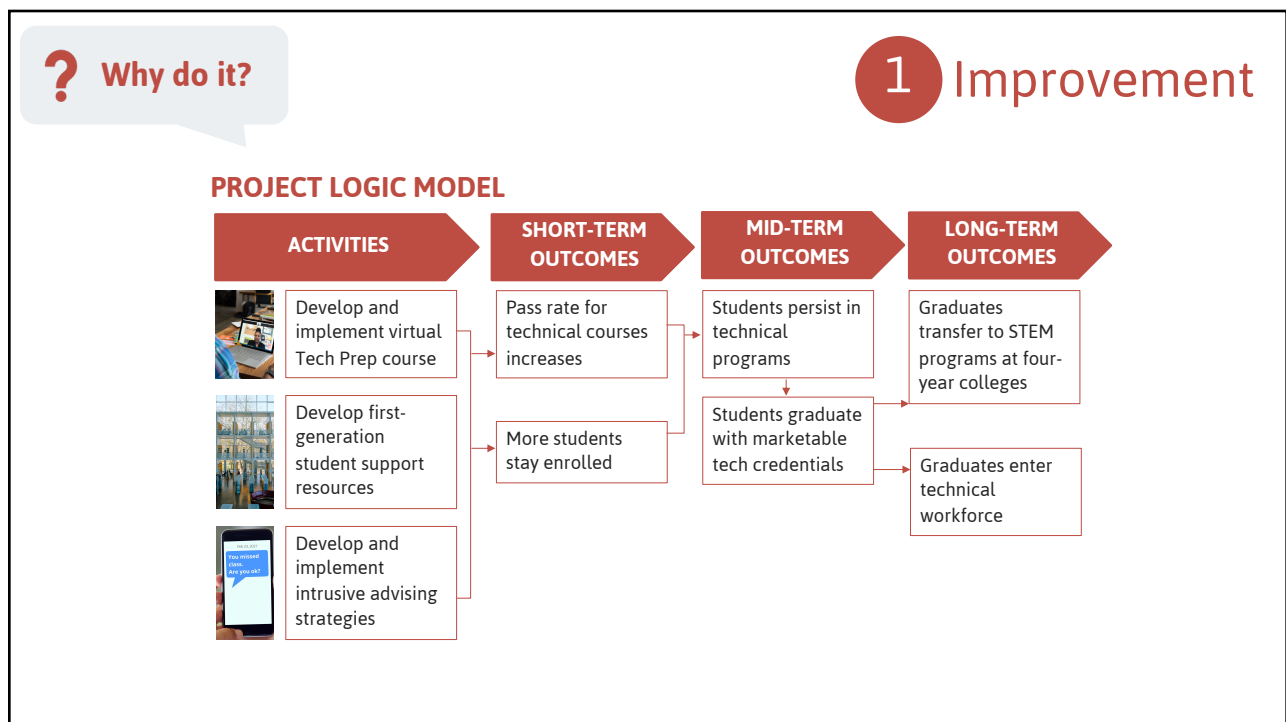 ? Why do it?
1 Improvement
PROJECT LOGIC MODEL
ACTIVITIES
SHORT-TERM
OUTCOMES
MID-TERM
OUTCOMES
LONG-TERM
OUTCOMES
Develop and
implement virtual
Tech Prep course
Pass rate for
technical courses
increases
Students persist in
technical
programs
Graduates
transfer to STEM
programs at four-
year colleges
Develop first-
generation
student support
resources
More students
stay enrolled
Students graduate
with marketable
tech credentials
Graduates enter
technical
workforce
You missed
class.
Are you ok?
Develop and
implement
intrusive advising
strategies